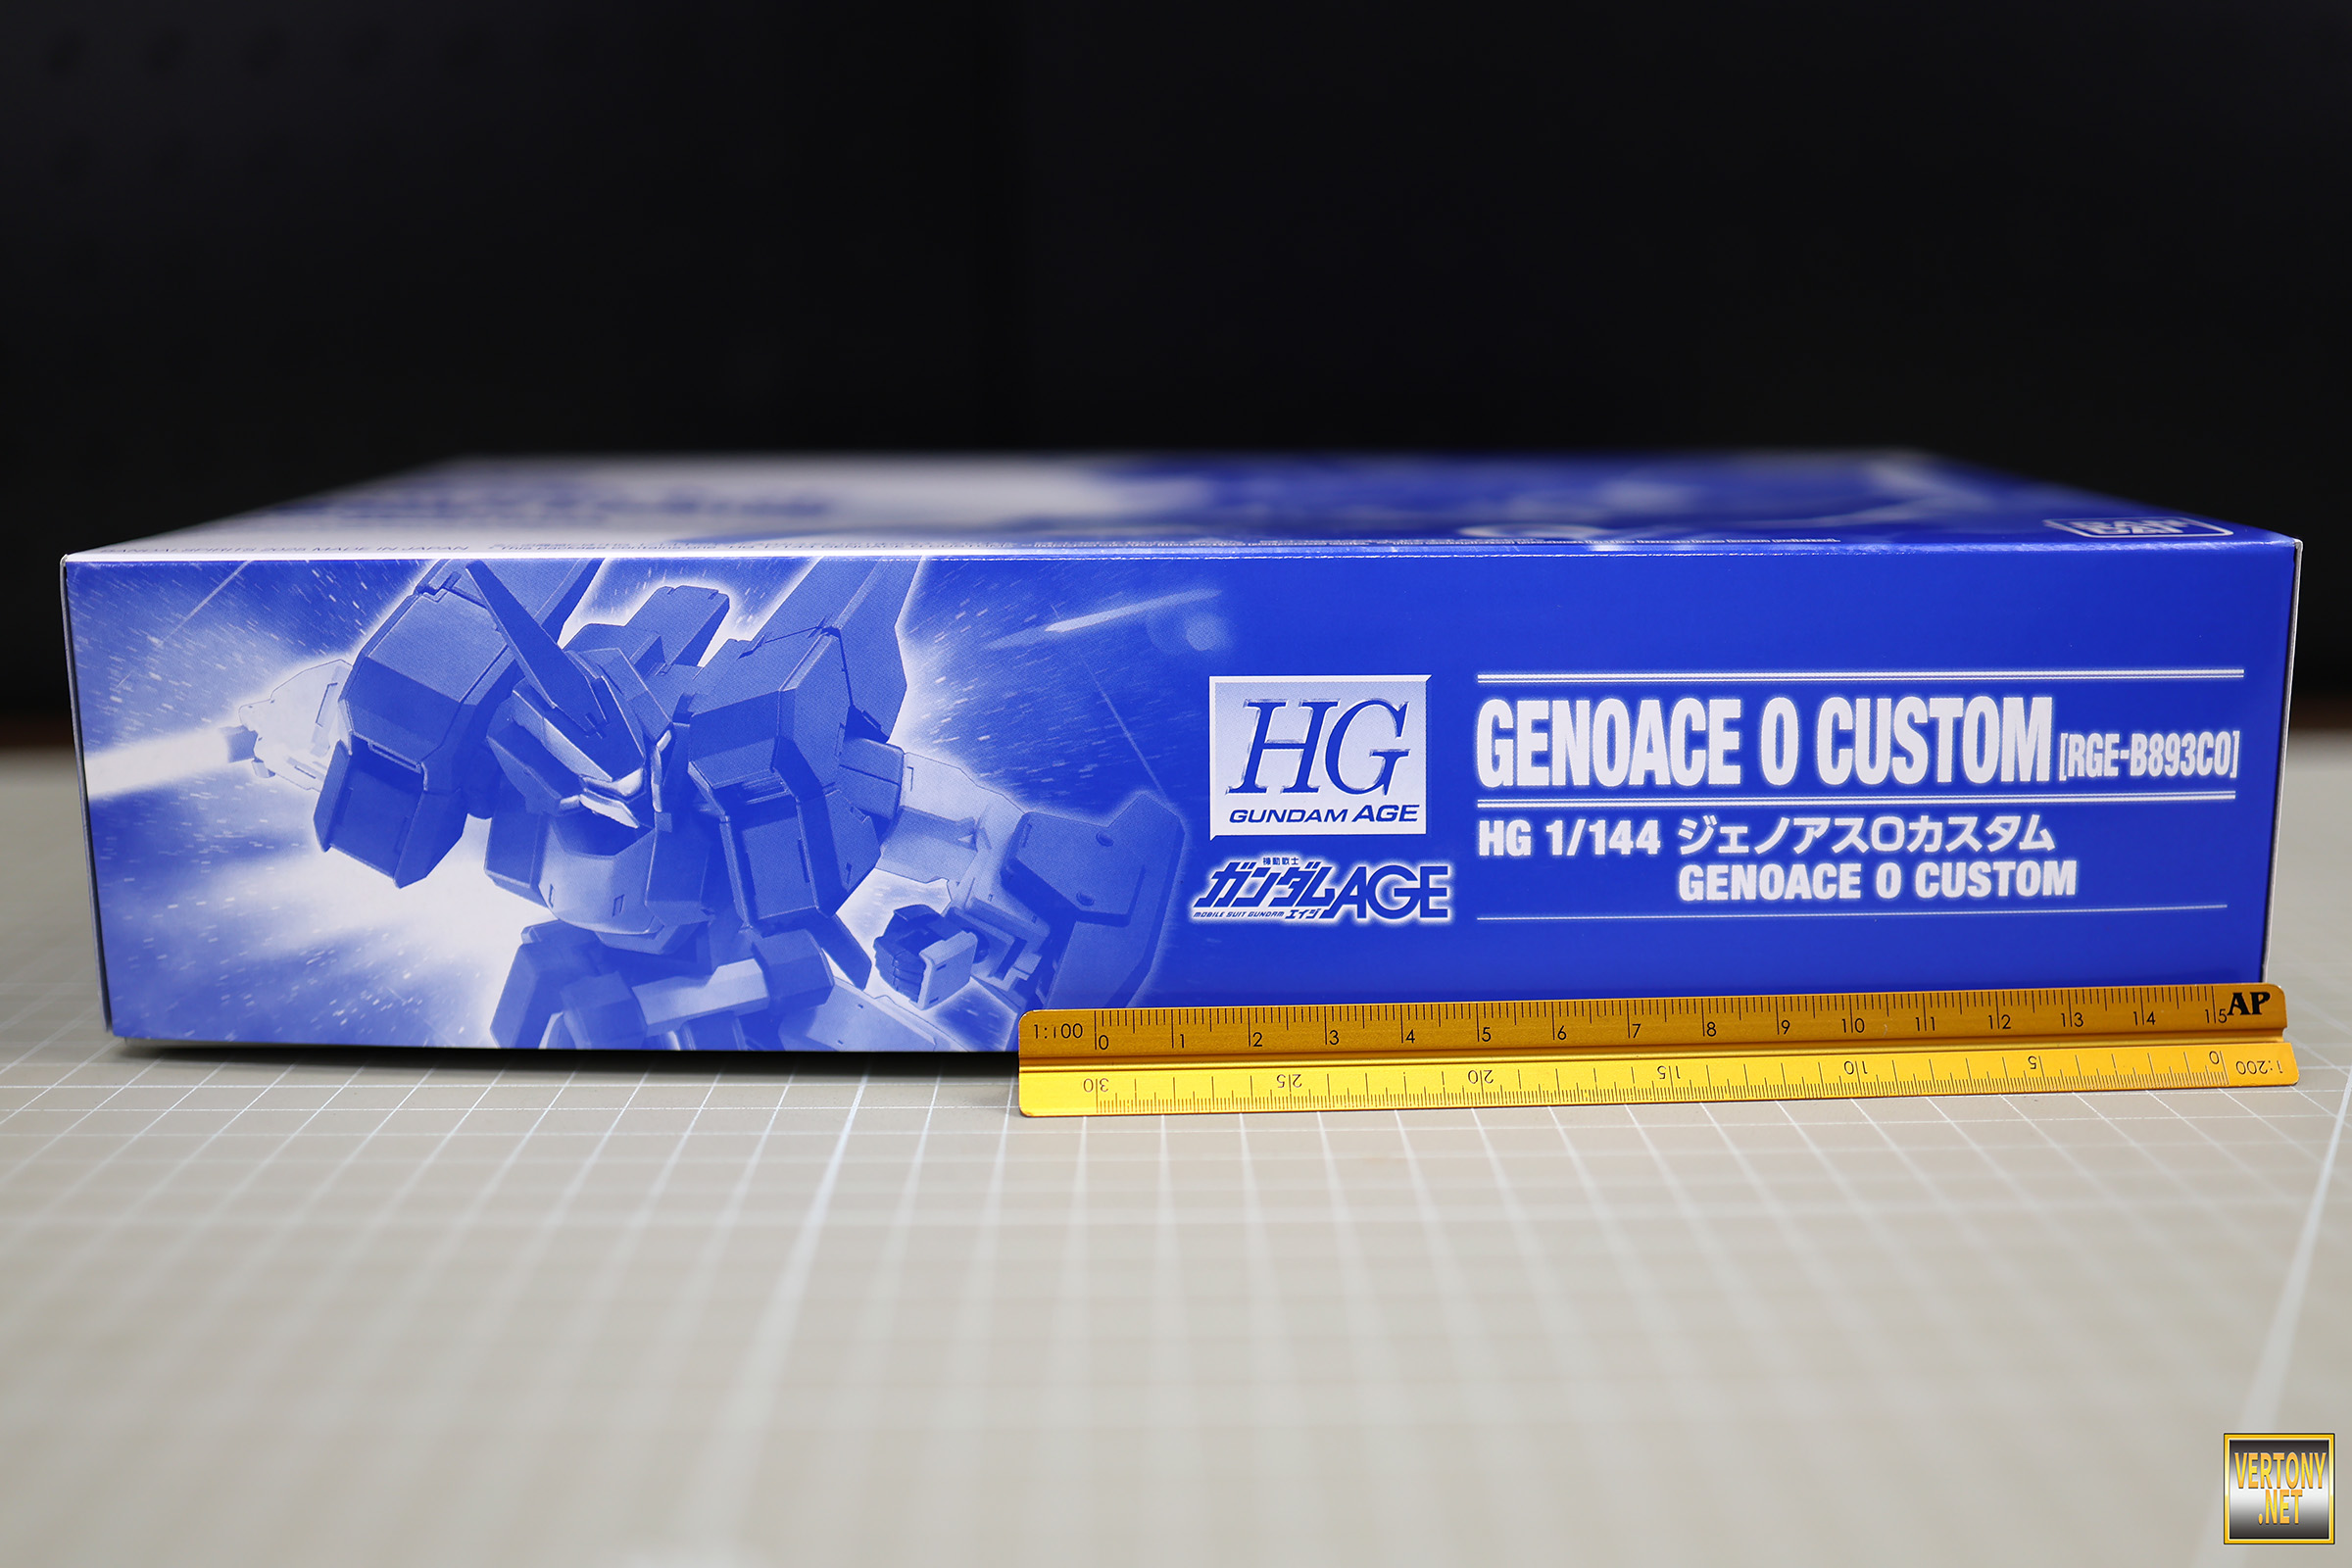 BANDAI SPIRITS 2025 MADE IN JAPAN
HG
GUNDAM AGE
機動戦士
ガンダムAGE
MOBILE SUIT GUNDAM エイジ
GENOACE O CUSTOM [RGE-B893CO]
HG 1/144 ジェノアスOカスタム
GENOACE O CUSTOM
1:100 0 1 2 3 4 5 6 7 8 9 10 11 12 13 14 15 AP
30 25 20 15 10 5 0 1:200
VERTONY
.NET